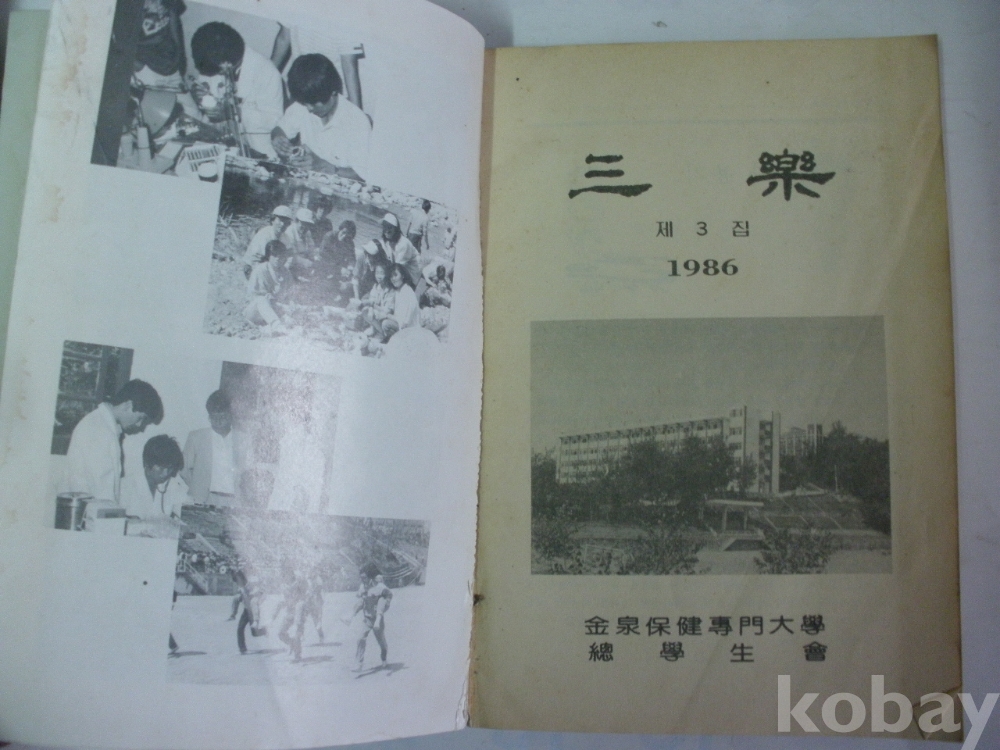 三 樂
제 3 집
1986
金泉保健專門大學
總學生會
kobay